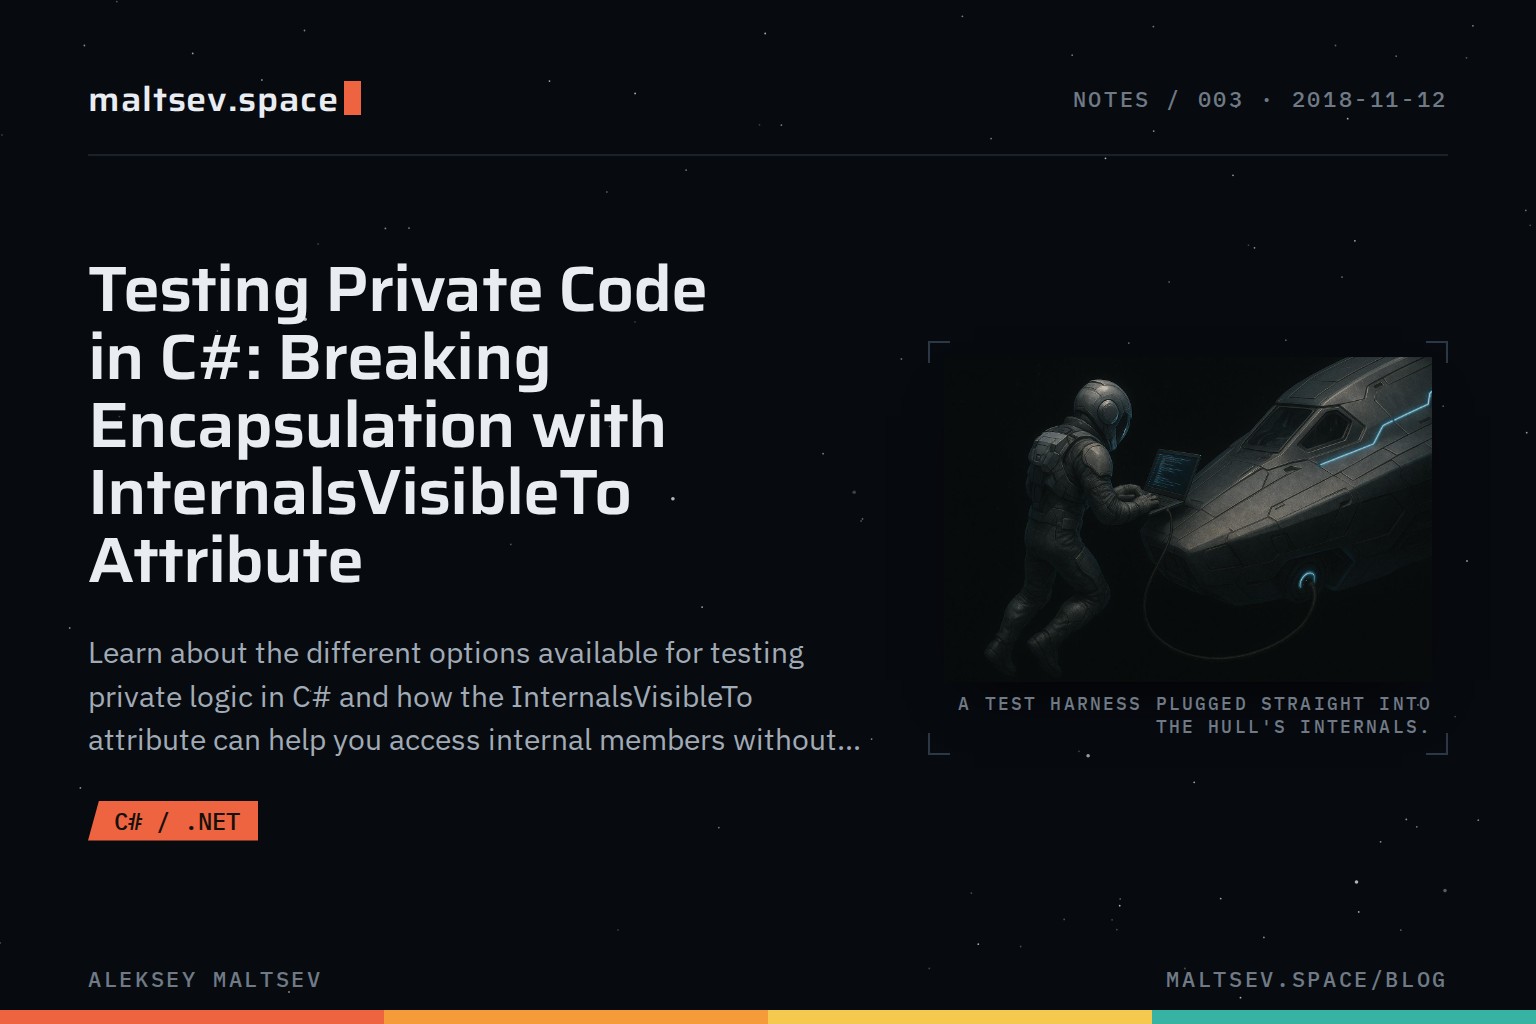 maltsev.space
NOTES / 003 · 2018-11-12
Testing Private Code
in C#: Breaking
Encapsulation with
InternalsVisibleTo
Attribute
Learn about the different options available for testing
private logic in C# and how the InternalsVisibleTo
attribute can help you access internal members without...
C# / .NET
A TEST HARNESS PLUGGED STRAIGHT INTO
THE HULL'S INTERNALS.
ALEKSEY MALTSEV
MALTSEV.SPACE/BLOG